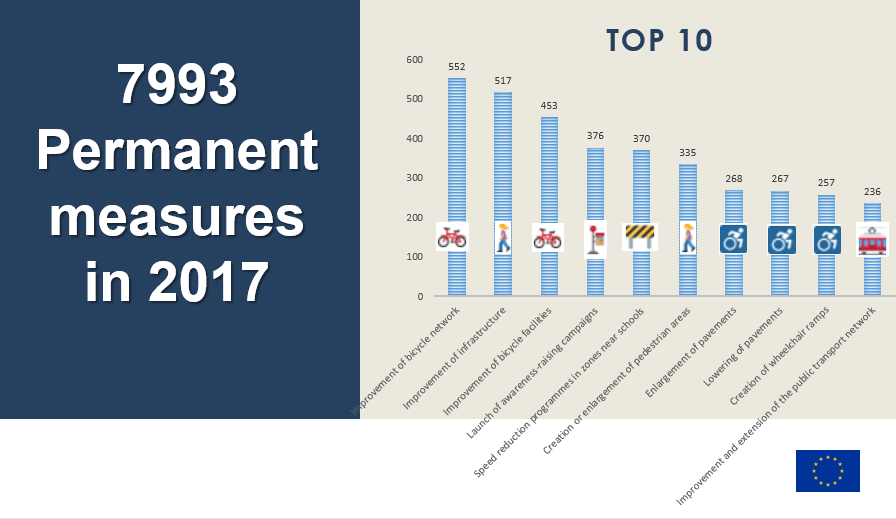 7993
Permanent
measures
in 2017
TOP 10
600
500
400
300
200
100
0
552
517
453
376
370
335
268
267
257
236
Improvement of bicycle network
Improvement of infrastructure
Improvement of bicycle facilities
Launch of awareness-raising campaigns
Speed reduction programmes in zones near schools
Creation or enlargement of pedestrian areas
Enlargement of pavements
Lowering of pavements
Creation of wheelchair ramps
Improvement and extension of the public transport network